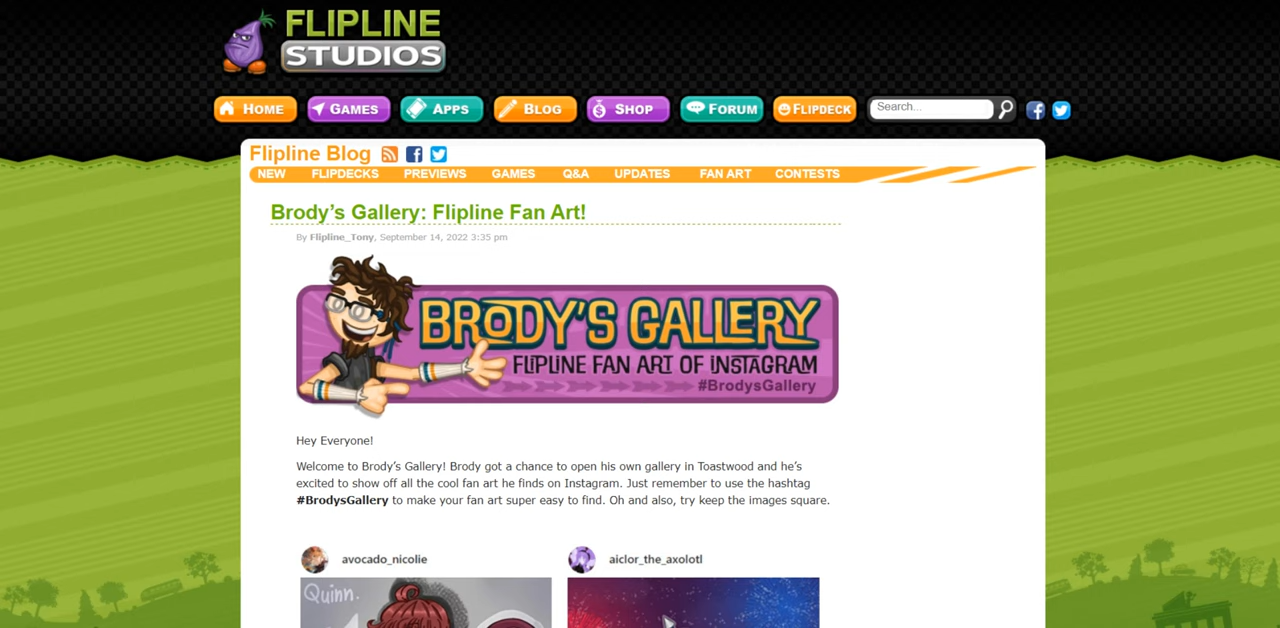 FLIPLINE
STUDIOS
HOME GAMES APPS BLOG SHOP FORUM FLIPDECK Search...
Flipline Blog
NEW FLIPDECKS PREVIEWS GAMES Q&A UPDATES FAN ART CONTESTS
Brody’s Gallery: Flipline Fan Art!
By Flipline_Tony, September 14, 2022 3:35 pm
BRODY'S GALLERY
FLIPLINE FAN ART OF INSTAGRAM
#BrodysGallery
Hey Everyone!
Welcome to Brody’s Gallery! Brody got a chance to open his own gallery in Toastwood and he’s
excited to show off all the cool fan art he finds on Instagram. Just remember to use the hashtag
#BrodysGallery to make your fan art super easy to find. Oh and also, try keep the images square.
avocado_nicolie aiclor_the_axolotl
Quinn.